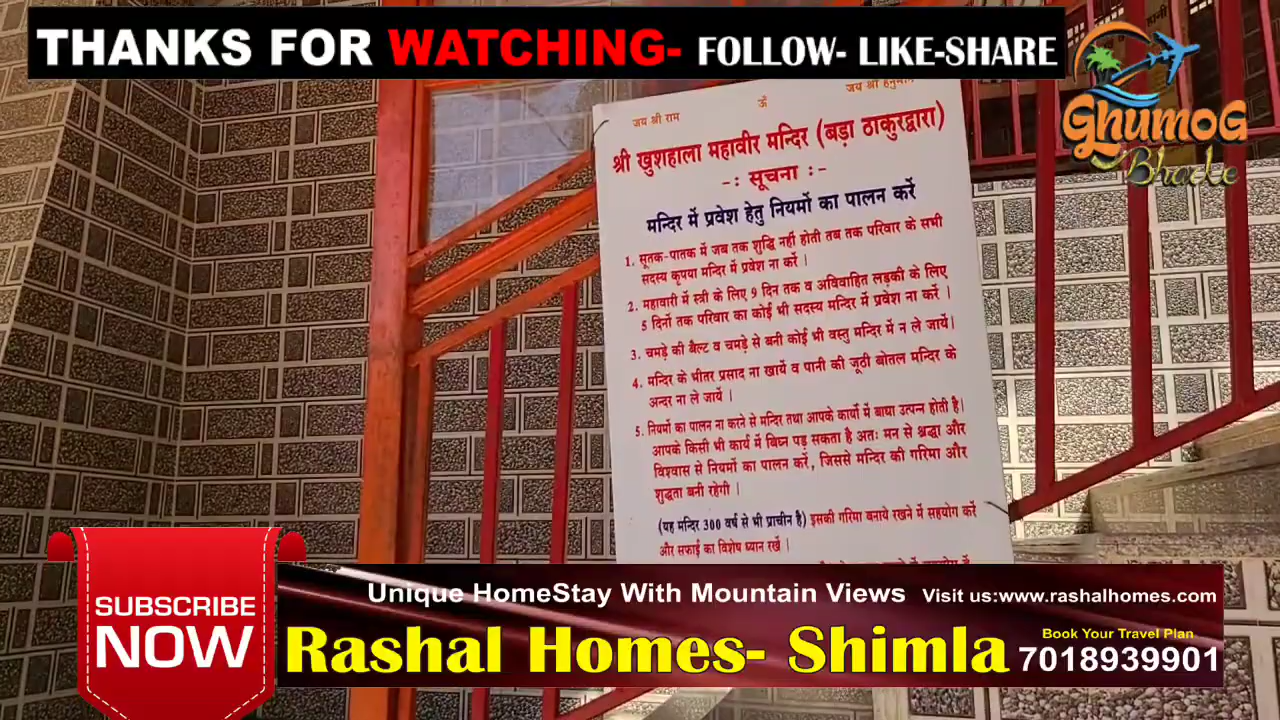 THANKS FOR WATCHING- FOLLOW- LIKE-SHARE
Ghumog
Bharle
जय श्री राम
ॐ
जय श्री हनुमान
श्री खुशहाला महावीर मन्दिर (बड़ा ठाकुरद्वारा)
-: सूचना :-
मन्दिर में प्रवेश हेतु नियमों का पालन करें
1. सूतक-पातक में जब तक शुद्धि नहीं होती तब तक परिवार के सभी
सदस्य कृपया मन्दिर में प्रवेश ना करें ।
2. महावारी में स्त्री के लिए 9 दिन तक व अविवाहित लड़की के लिए
5 दिनों तक परिवार का कोई भी सदस्य मन्दिर में प्रवेश ना करें ।
3. चमड़े की बैल्ट व चमड़े से बनी कोई भी वस्तु मन्दिर में न ले जायें।
4. मन्दिर के भीतर प्रसाद ना खायें व पानी की जूठी बोतल मन्दिर के
अन्दर ना ले जायें ।
5. नियमों का पालना ना करने से मन्दिर तथा आपके कार्यों में बाधा उत्पन्न होती है।
आपके किसी भी कार्य में बिघ्न पड़ सकता है अतः मन से श्रद्धा और
विश्वास से नियमों का पालन करें, जिससे मन्दिर की गरिमा और
शुद्धता बनी रहेगी ।
(यह मन्दिर 300 वर्ष से भी प्राचीन है) इसकी गरिमा बनाये रखने में सहयोग करें
और सफाई का विशेष ध्यान रखें ।
SUBSCRIBE
NOW
Unique HomeStay With Mountain Views Visit us:www.rashalhomes.com
Rashal Homes- Shimla
Book Your Travel Plan
7018939901